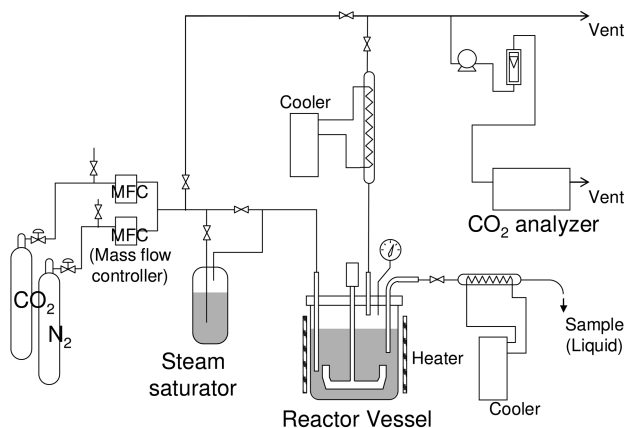 Vent
Cooler
MFC
Vent
CO₂ analyzer
MFC
(Mass flow
controller)
CO₂
N₂
Steam
saturator
Heater
Sample
(Liquid)
Cooler
Reactor Vessel